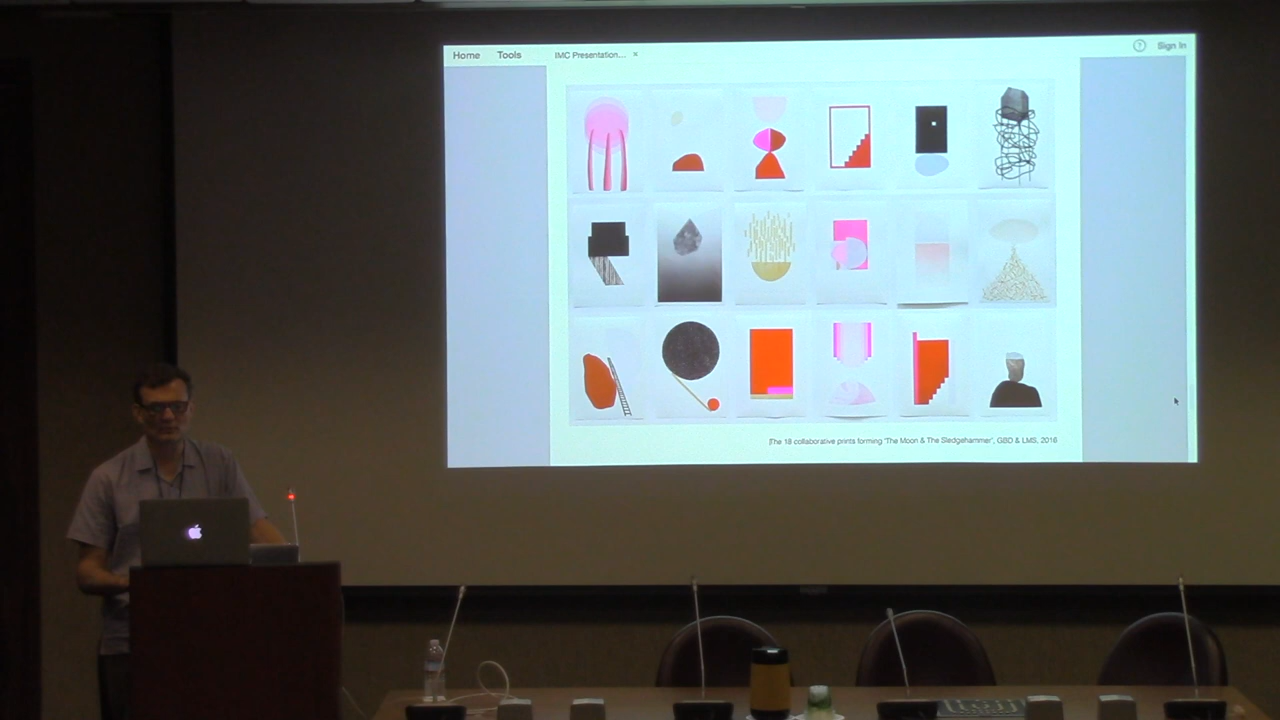 Home Tools IMC Presentation... × ? Sign In
The 18 collaborative prints forming 'The Moon & The Sledgehammer', GBD & LMS, 2016